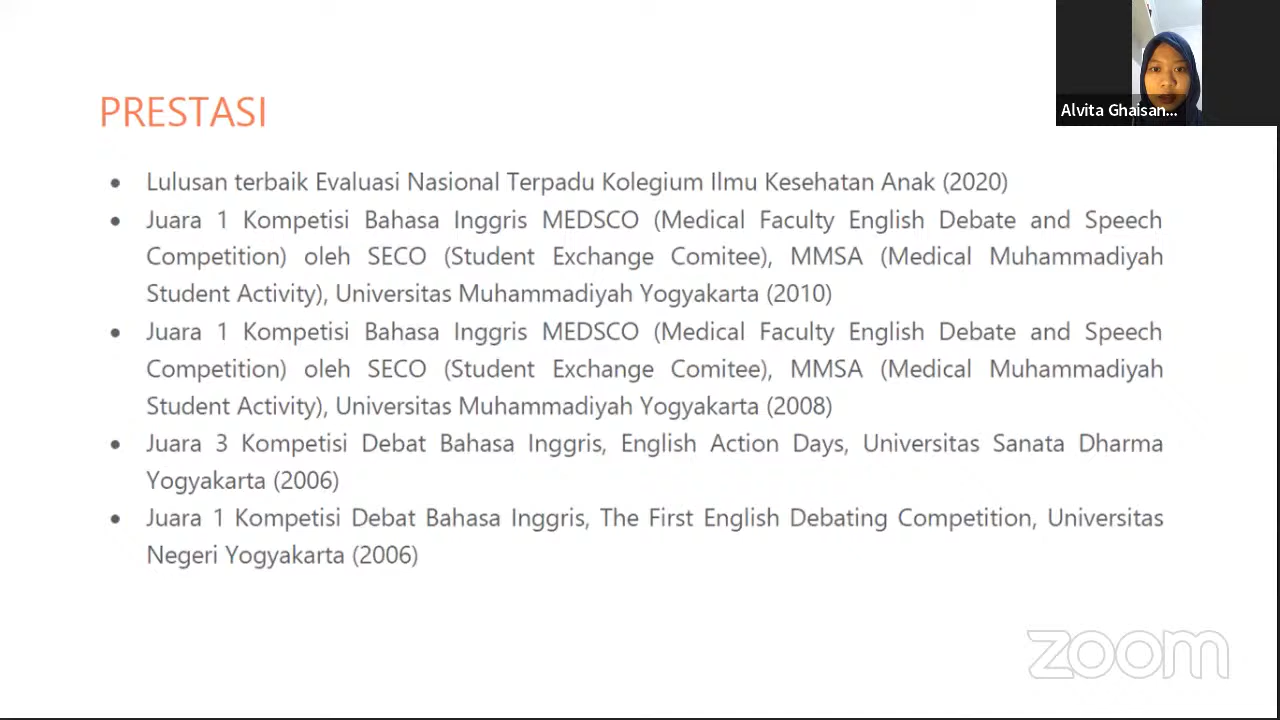 PRESTASI
Alvita Ghaisan...
• Lulusan terbaik Evaluasi Nasional Terpadu Kolegium Ilmu Kesehatan Anak (2020)
• Juara 1 Kompetisi Bahasa Inggris MEDSCO (Medical Faculty English Debate and Speech
Competition) oleh SECO (Student Exchange Comitee), MMSA (Medical Muhammadiyah
Student Activity), Universitas Muhammadiyah Yogyakarta (2010)
• Juara 1 Kompetisi Bahasa Inggris MEDSCO (Medical Faculty English Debate and Speech
Competition) oleh SECO (Student Exchange Comitee), MMSA (Medical Muhammadiyah
Student Activity), Universitas Muhammadiyah Yogyakarta (2008)
• Juara 3 Kompetisi Debat Bahasa Inggris, English Action Days, Universitas Sanata Dharma
Yogyakarta (2006)
• Juara 1 Kompetisi Debat Bahasa Inggris, The First English Debating Competition, Universitas
Negeri Yogyakarta (2006)
zoom